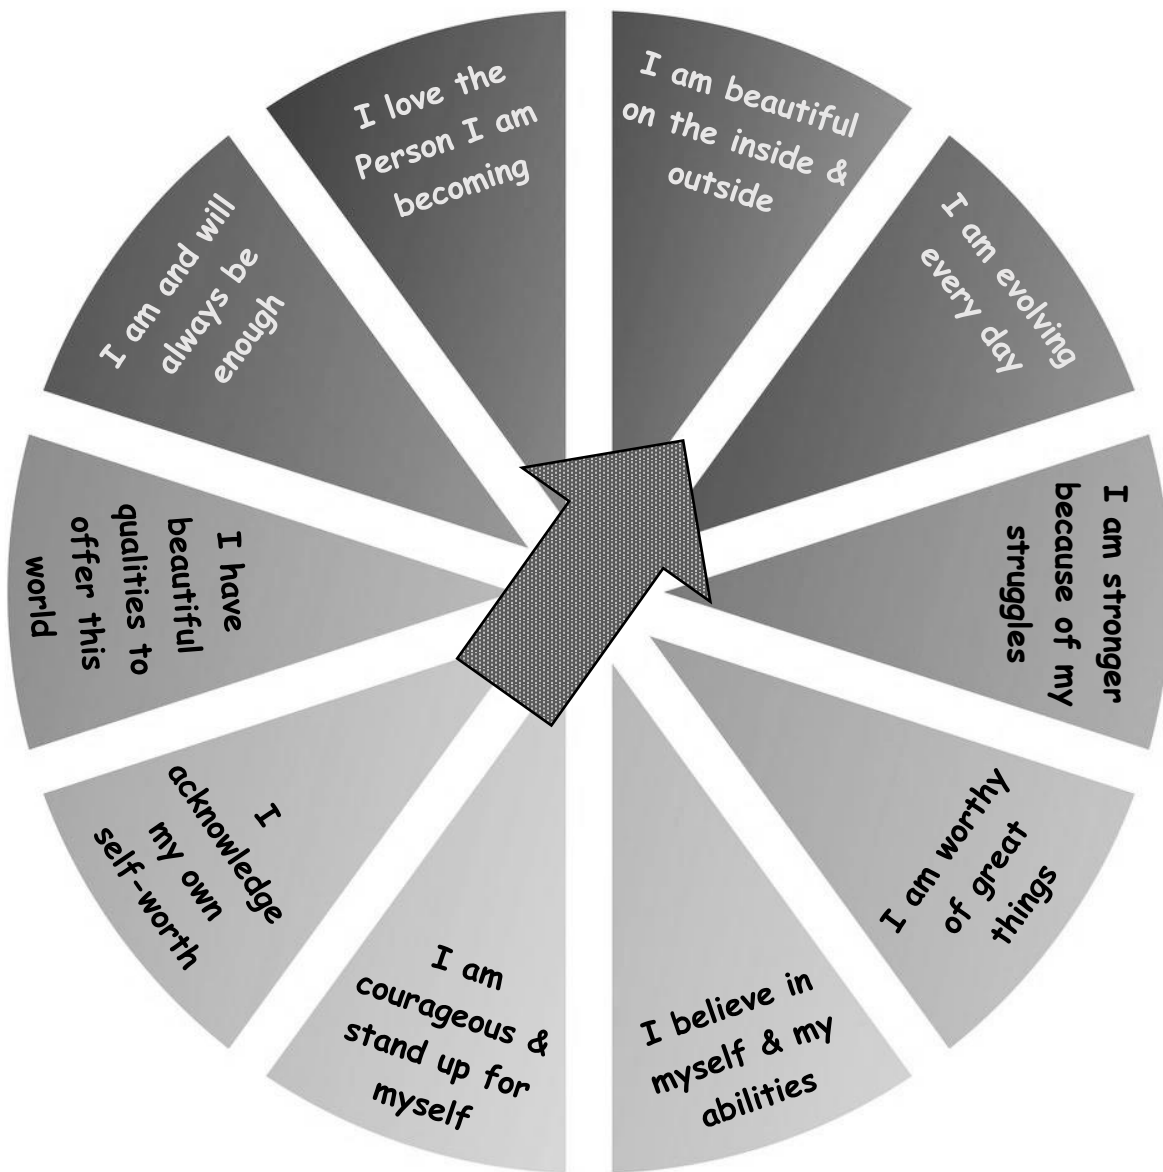 I am beautiful
on the inside &
outside
I am evolving
every day
I am stronger
because of my
struggles
I am worthy
of great
things
I believe in
myself & my
abilities
I am
courageous &
stand up for
myself
I
acknowledge
my own
self-worth
I have
beautiful
qualities to
offer this
world
I am and will
always be
enough
I love the
Person I am
becoming